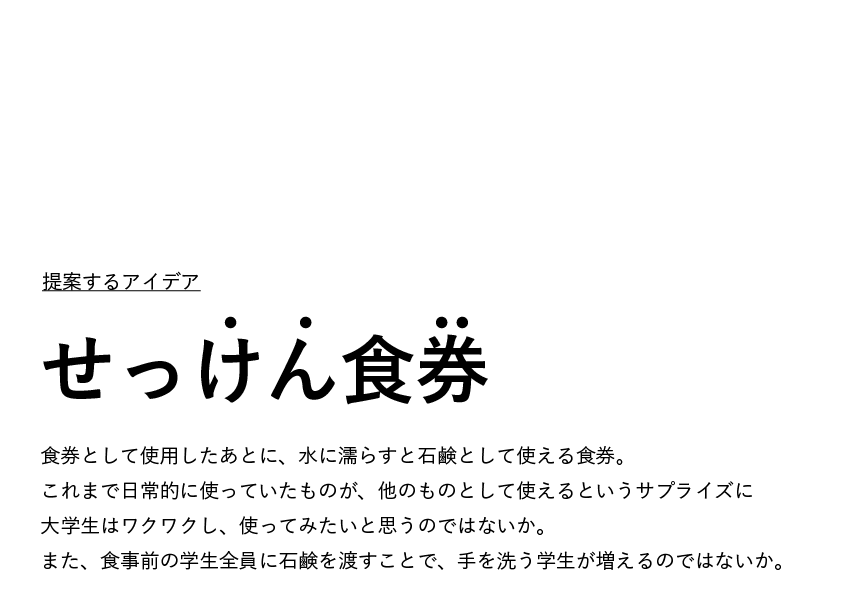 提案するアイデア
せっけん食券
食券として使用したあとに、水に濡らすと石鹸として使える食券。
これまで日常的に使っていたものが、他のものとして使えるというサプライズに
大学生はワクワクし、使ってみたいと思うのではないか。
また、食事前の学生全員に石鹸を渡すことで、手を洗う学生が増えるのではないか。